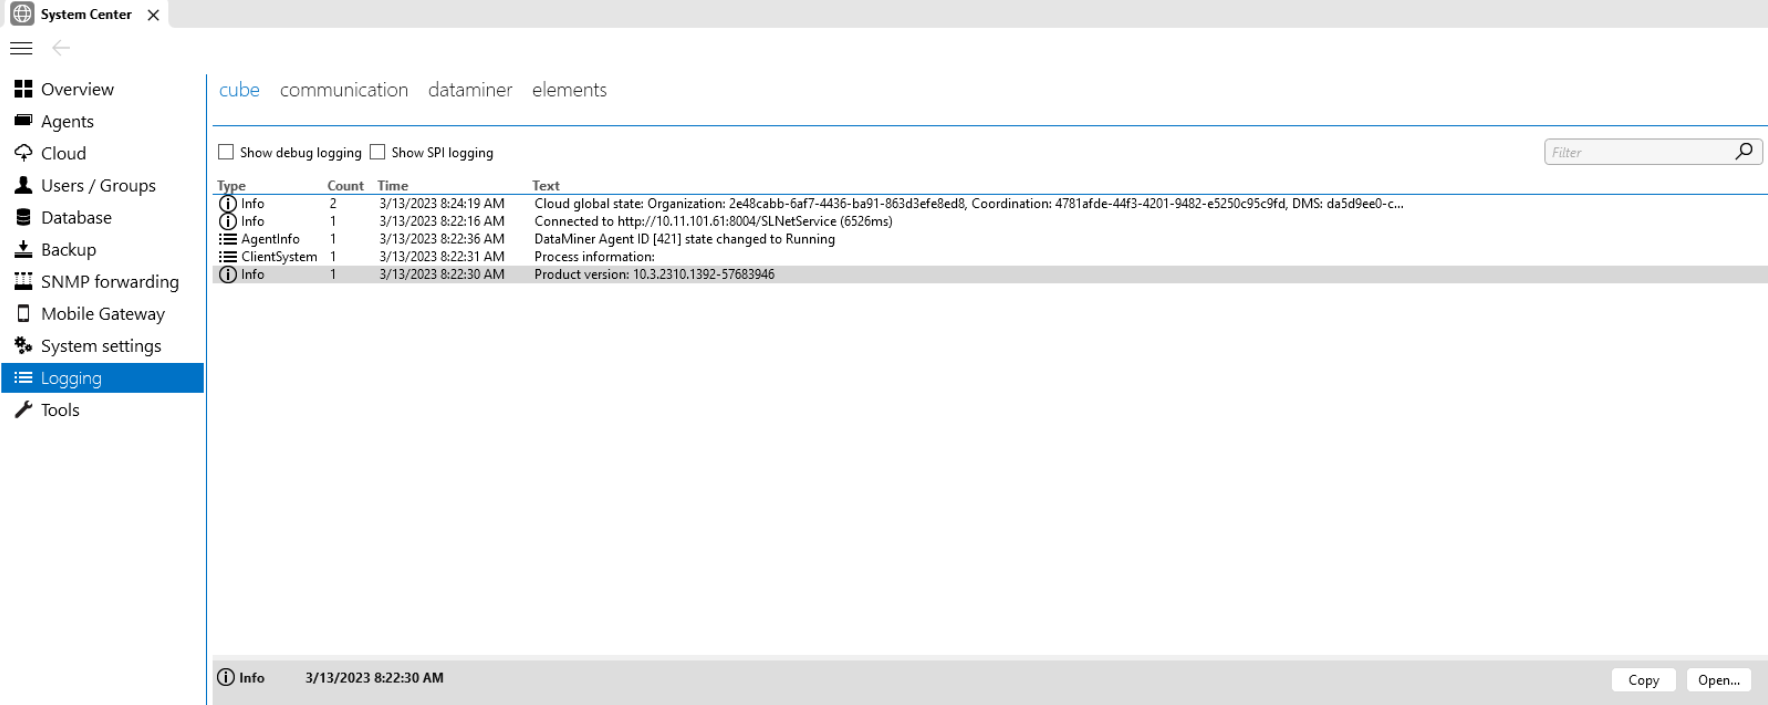 System Center
Overview
Agents
Cloud
Users / Groups
Database
Backup
SNMP forwarding
Mobile Gateway
System settings
Logging
Tools
cube communication dataminer elements
Show debug logging Show SPI logging
Filter
Type Count Time Text
Info 2 3/13/2023 8:24:19 AM Cloud global state: Organization: 2e48cabb-6af7-4436-ba91-863d3efe8ed8, Coordination: 4781afde-44f3-4201-9482-e5250c95c9fd, DMS: da5d9ee0-c...
Info 1 3/13/2023 8:22:16 AM Connected to http://10.11.101.61:8004/SLNetService (6526ms)
AgentInfo 1 3/13/2023 8:22:36 AM DataMiner Agent ID [421] state changed to Running
ClientSystem 1 3/13/2023 8:22:31 AM Process information:
Info 1 3/13/2023 8:22:30 AM Product version: 10.3.2310.1392-57683946
Info 3/13/2023 8:22:30 AM
Copy Open...